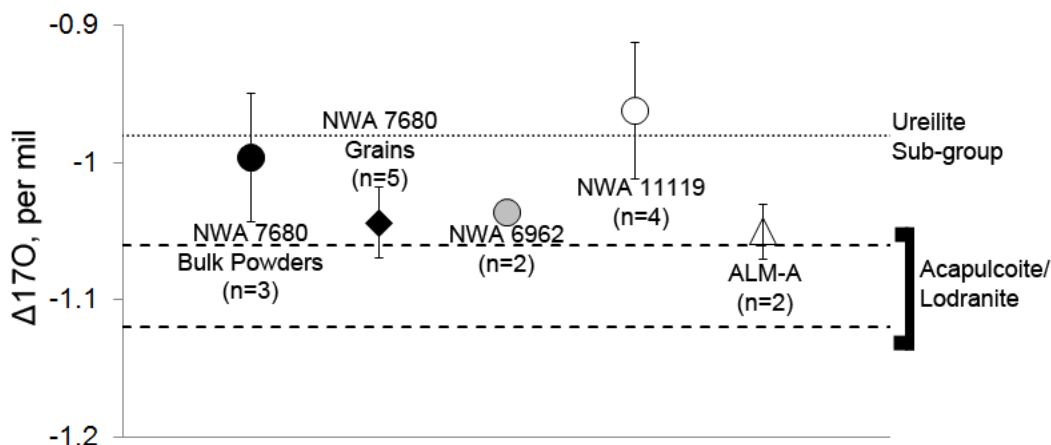 Δ17O, per mil
-0.9
-1
-1.1
-1.2
NWA 7680
Bulk Powders
(n=3)
NWA 7680
Grains
(n=5)
NWA 6962
(n=2)
NWA 11119
(n=4)
ALM-A
(n=2)
Ureilite
Sub-group
Acapulcoite/
Lodranite